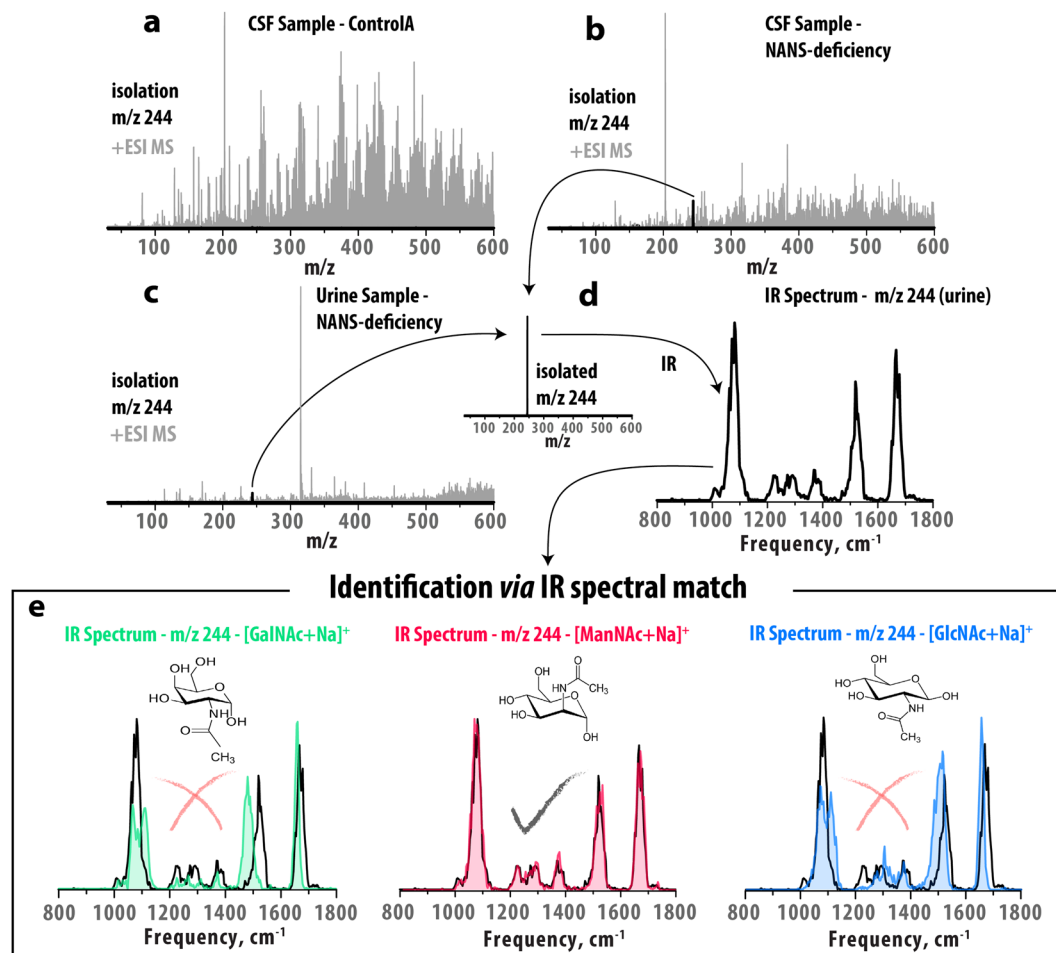 a
CSF Sample - ControlA
isolation
m/z 244
+ESI MS
100 200 300 400 500 600
m/z
b
CSF Sample -
NANS-deficiency
isolation
m/z 244
+ESI MS
100 200 300 400 500 600
m/z
c
Urine Sample -
NANS-deficiency
isolation
m/z 244
+ESI MS
100 200 300 400 500 600
m/z
isolated
m/z 244
100 200 300 400 500 600
m/z
IR
d
IR Spectrum - m/z 244 (urine)
800 1000 1200 1400 1600 1800
Frequency, cm⁻¹
Identification via IR spectral match
e
IR Spectrum - m/z 244 - [GalNAc+Na]⁺
OH
OH
HO
NH
OH
O
O
CH₃
800 1000 1200 1400 1600 1800
Frequency, cm⁻¹
IR Spectrum - m/z 244 - [ManNAc+Na]⁺
O
HO
HN
CH₃
HO
O
HO
OH
800 1000 1200 1400 1600 1800
Frequency, cm⁻¹
IR Spectrum - m/z 244 - [GlcNAc+Na]⁺
HO
HO
O
HO
OH
NH
O
CH₃
800 1000 1200 1400 1600 1800
Frequency, cm⁻¹